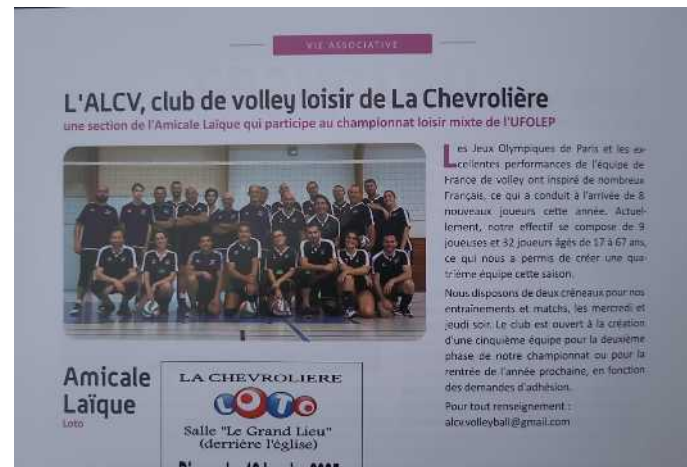 VIE ASSOCIATIVE
L'ALCV, club de volley loisir de La Chevrolière
une section de l'Amicale Laïque qui participe au championnat loisir mixte de l'UFOLEP
Les Jeux Olympiques de Paris et les ex-
cellentes performances de l'équipe de
France de volley ont inspiré de nombreux
Français, ce qui a conduit à l'arrivée de 8
nouveaux joueurs cette année. Actuel-
lement, notre effectif se compose de 9
joueuses et 32 joueurs âgés de 17 à 67 ans,
ce qui nous a permis de créer une qua-
trième équipe cette saison.
Nous disposons de deux créneaux pour nos
entrainements et matchs, les mercredi et
jeudi soir. Le club est ouvert à la création
d'une cinquième équipe pour la deuxième
phase de notre championnat ou pour la
rentrée de l'année prochaine, en fonction
des demandes d'adhésion.
Pour tout renseignement :
alcv.volleyball@gmail.com
Amicale
Laïque
Loto
LA CHEVROLIERE
LOTO
Salle "Le Grand Lieu"
(derrière l'église)